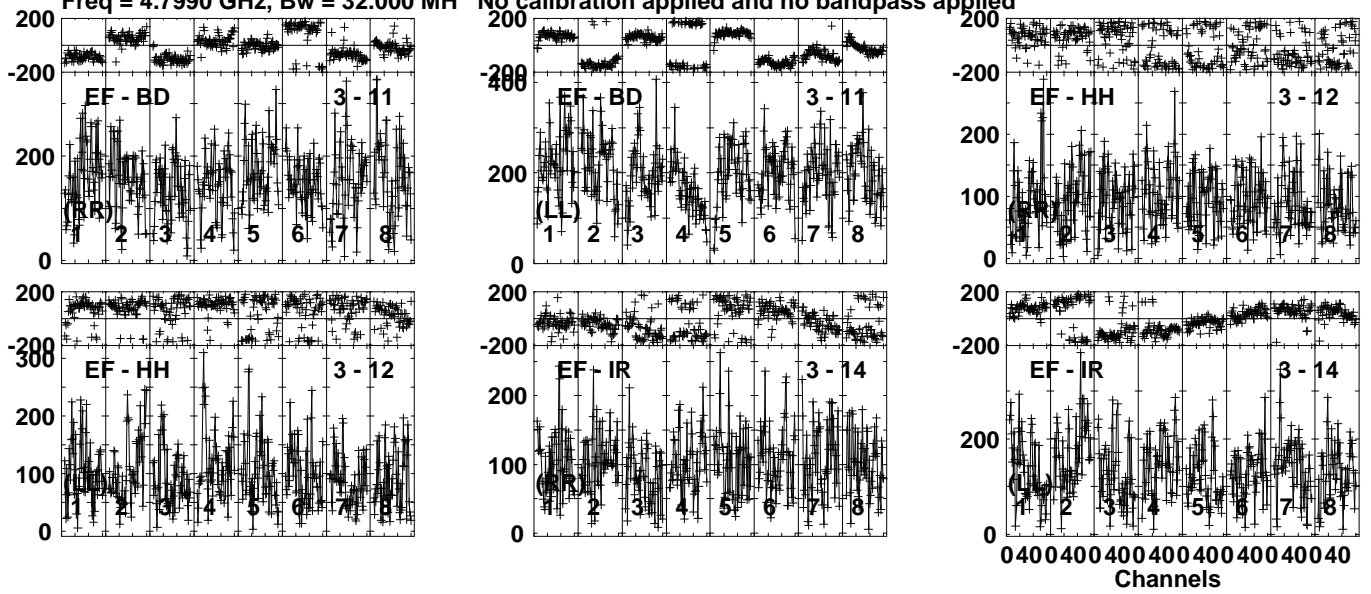 Freq = 4.7990 GHz, Bw = 32.000 MH No calibration applied and no bandpass applied
200 200 200
-200 -200 -200
400
EF - BD 3 - 11 EF - BD 3 - 11 EF - HH 3 - 12
200 200 200
100
(RR) (LL) (RR)
1 2 3 4 5 6 7 8 1 2 3 4 5 6 7 8 1 2 3 4 5 6 7 8
0 0 0
200 200 200
-200 -200 -200
300
EF - HH 3 - 12 EF - IR 3 - 14 EF - IR 3 - 14
200 200 200
100 100 100
(LL) (RR) (LL)
1 2 3 4 5 6 7 8 1 2 3 4 5 6 7 8 1 2 3 4 5 6 7 8
0 0 0
0 40 0 40 0 40 0 40 0 40 0 40 0 40 0 40
Channels